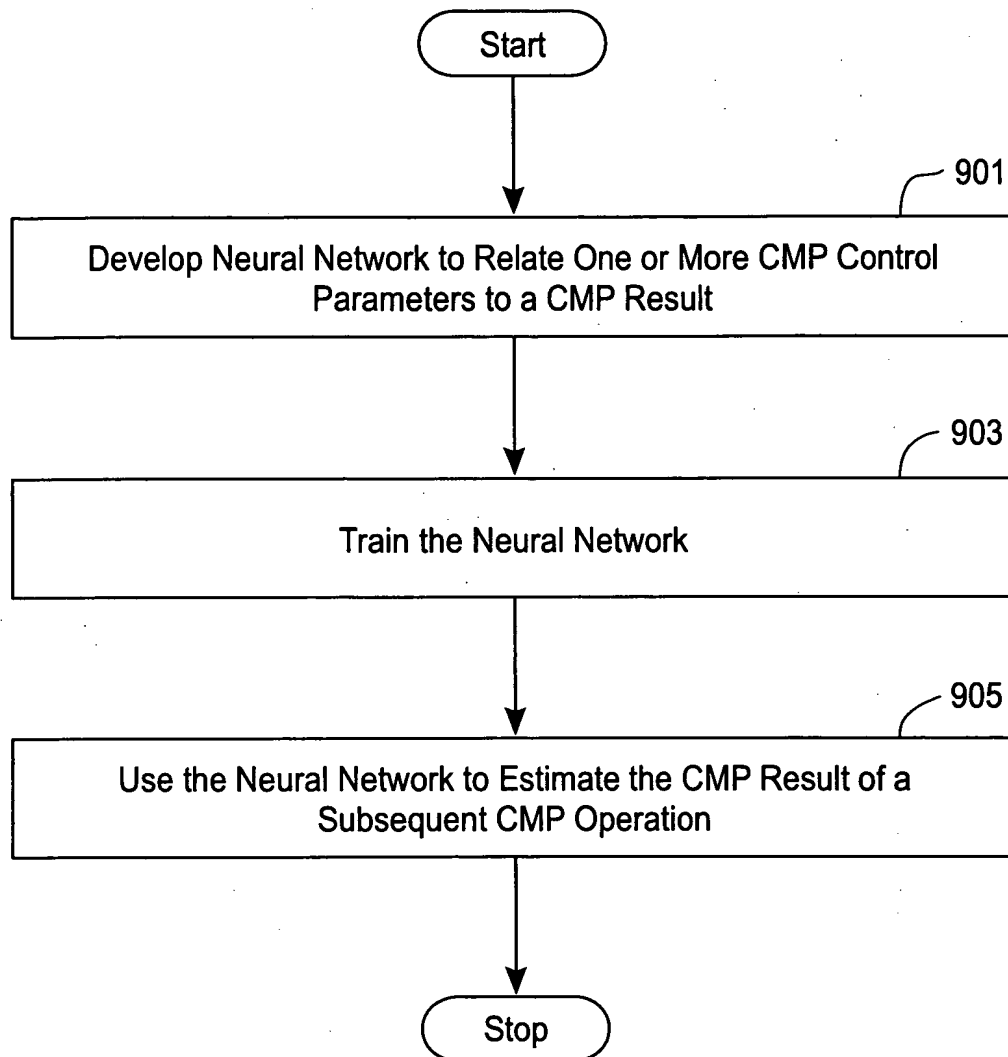 Start
901
Develop Neural Network to Relate One or More CMP Control
Parameters to a CMP Result
903
Train the Neural Network
905
Use the Neural Network to Estimate the CMP Result of a
Subsequent CMP Operation
Stop